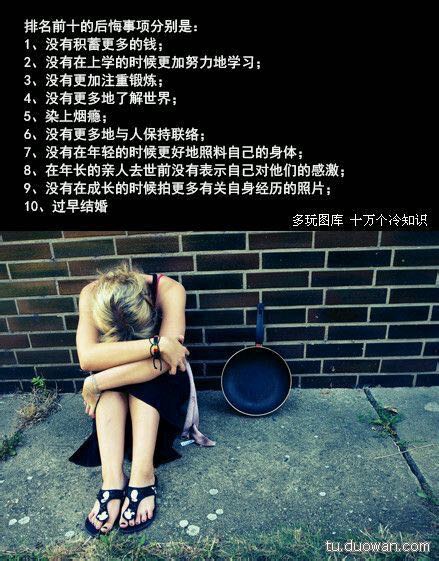 排名前十的后悔事项分别是：
1、没有积蓄更多的钱；
2、没有在上学的时候更加努力地学习；
3、没有更加注重锻炼；
4、没有更多地了解世界；
5、染上烟瘾；
6、没有更多地与人保持联络；
7、没有在年轻的时候更好地照料自己的身体；
8、在年长的亲人去世前没有表示自己对他们的感激；
9、没有在成长的时候拍更多有关自身经历的照片；
10、过早结婚
多玩图库 十万个冷知识
tu.duowan.com